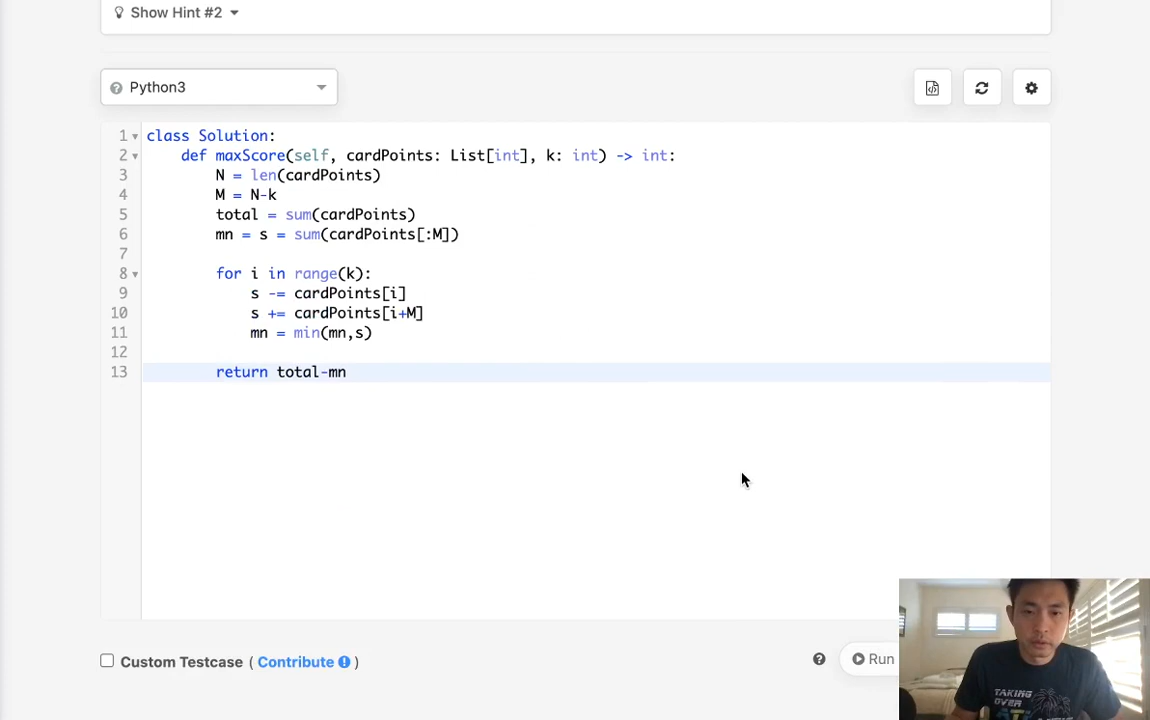 Show Hint #2
Python3
1 class Solution:
2 def maxScore(self, cardPoints: List[int], k: int) -> int:
3 N = len(cardPoints)
4 M = N-k
5 total = sum(cardPoints)
6 mn = s = sum(cardPoints[:M])
7
8 for i in range(k):
9 s -= cardPoints[i]
10 s += cardPoints[i+M]
11 mn = min(mn,s)
12
13 return total-mn
Custom Testcase ( Contribute )
Run
TAKING
OVER